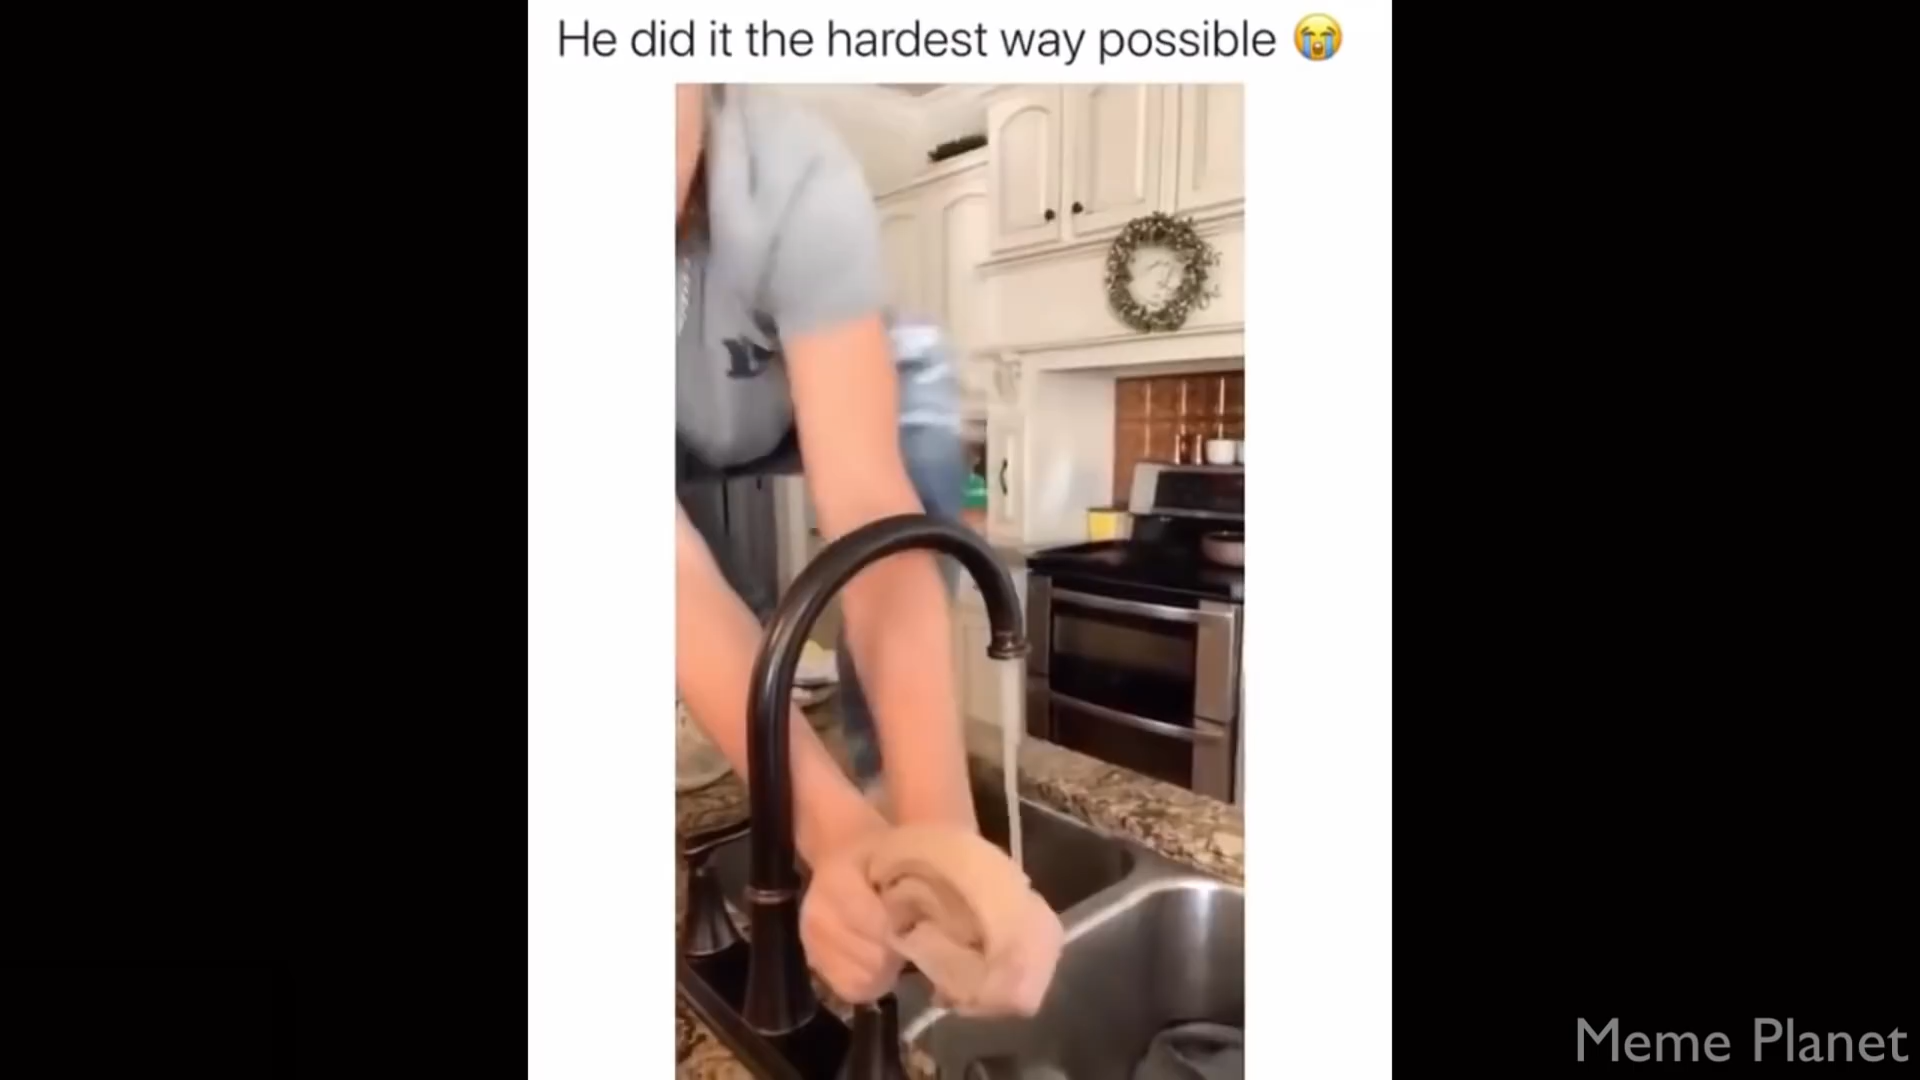 He did it the hardest way possible 😭
Meme Planet